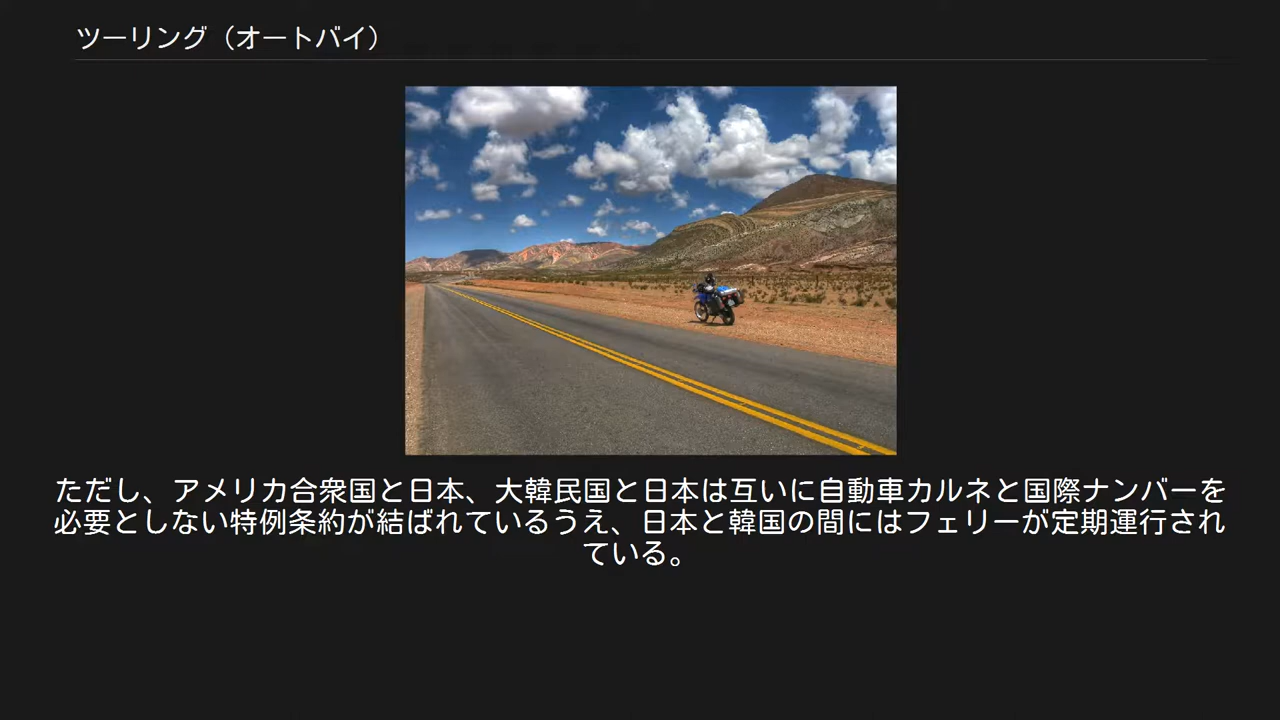 ツーリング（オートバイ）
ただし、アメリカ合衆国と日本、大韓民国と日本は互いに自動車カルネと国際ナンバーを
必要としない特例条約が結ばれているうえ、日本と韓国の間にはフェリーが定期運行され
ている。